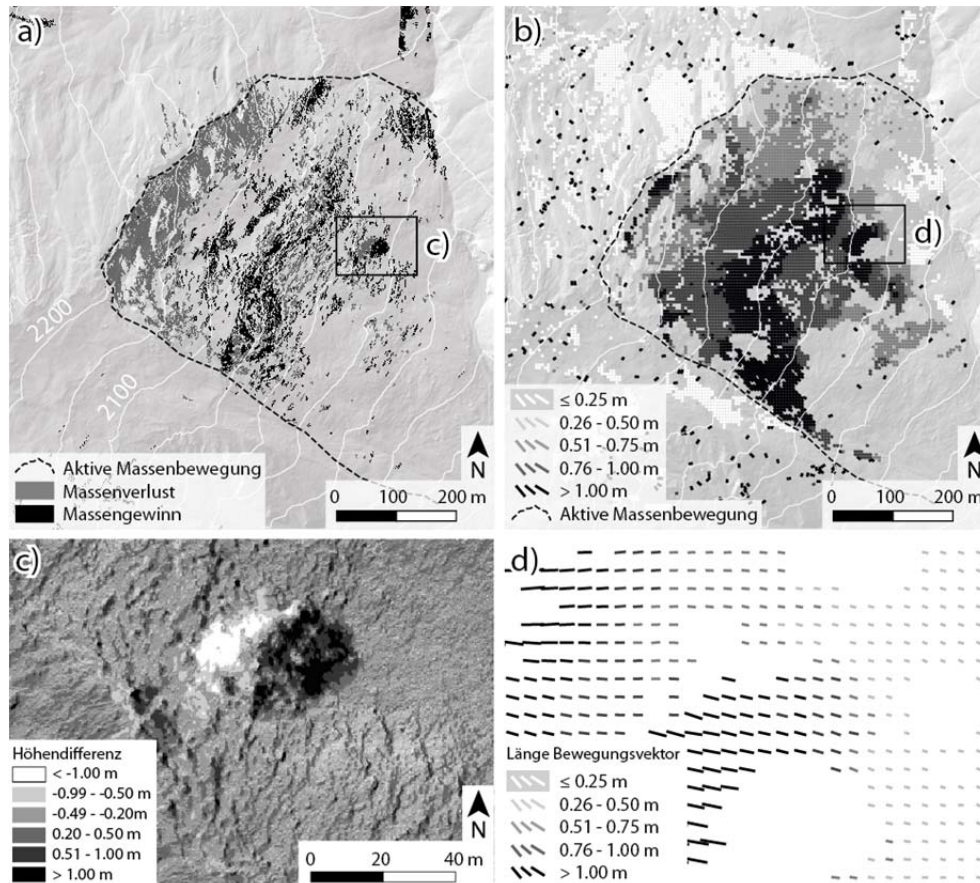 a)
c)
2200
2100
Aktive Massenbewegung
Massenverlust
Massengewinn
N
0 100 200 m
b)
d)
≤ 0.25 m
0.26 - 0.50 m
0.51 - 0.75 m
0.76 - 1.00 m
> 1.00 m
Aktive Massenbewegung
N
0 100 200 m
c)
Höhendifferenz
< -1.00 m
-0.99 - -0.50 m
-0.49 - -0.20m
0.20 - 0.50 m
0.51 - 1.00 m
> 1.00 m
N
0 20 40 m
d)
Länge Bewegungsvektor
≤ 0.25 m
0.26 - 0.50 m
0.51 - 0.75 m
0.76 - 1.00 m
> 1.00 m